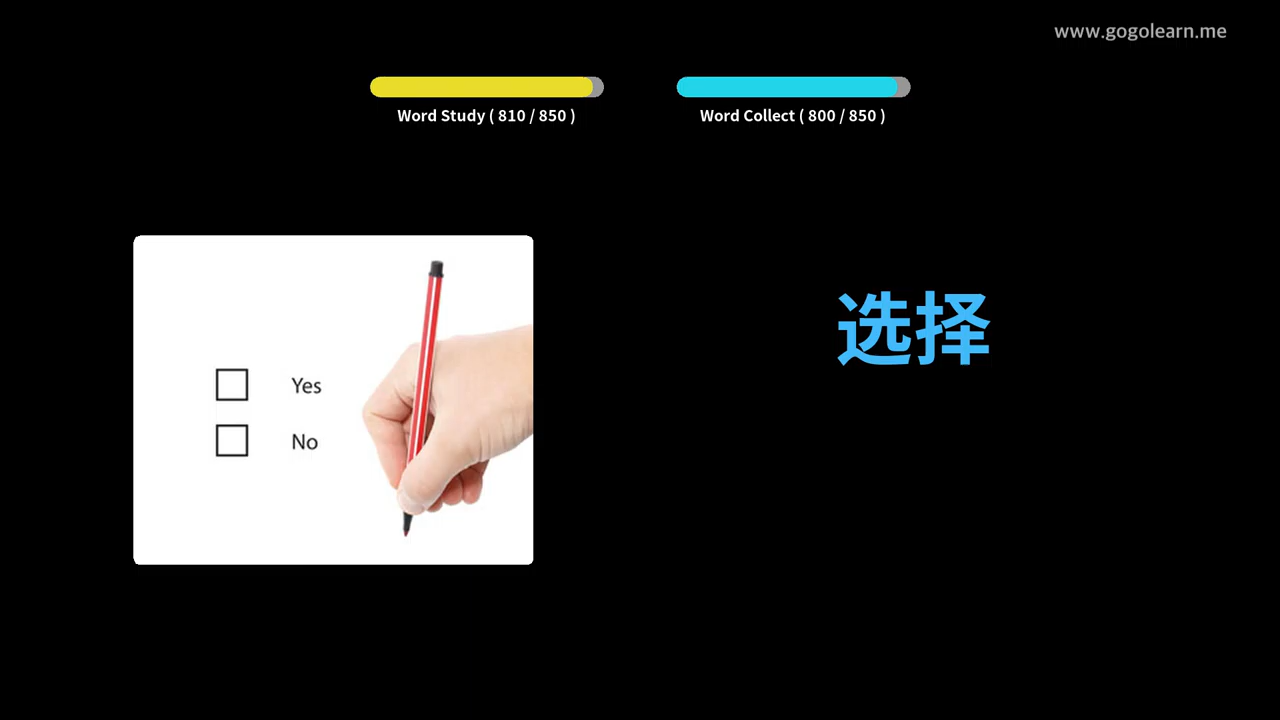 www.gogolearn.me
Word Study ( 810 / 850 )
Word Collect ( 800 / 850 )
选择
Yes
No